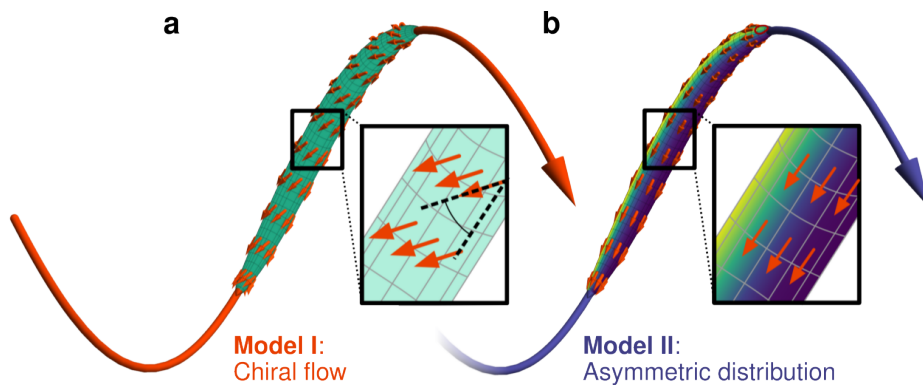 a
b
Model I:
Chiral flow
Model II:
Asymmetric distribution